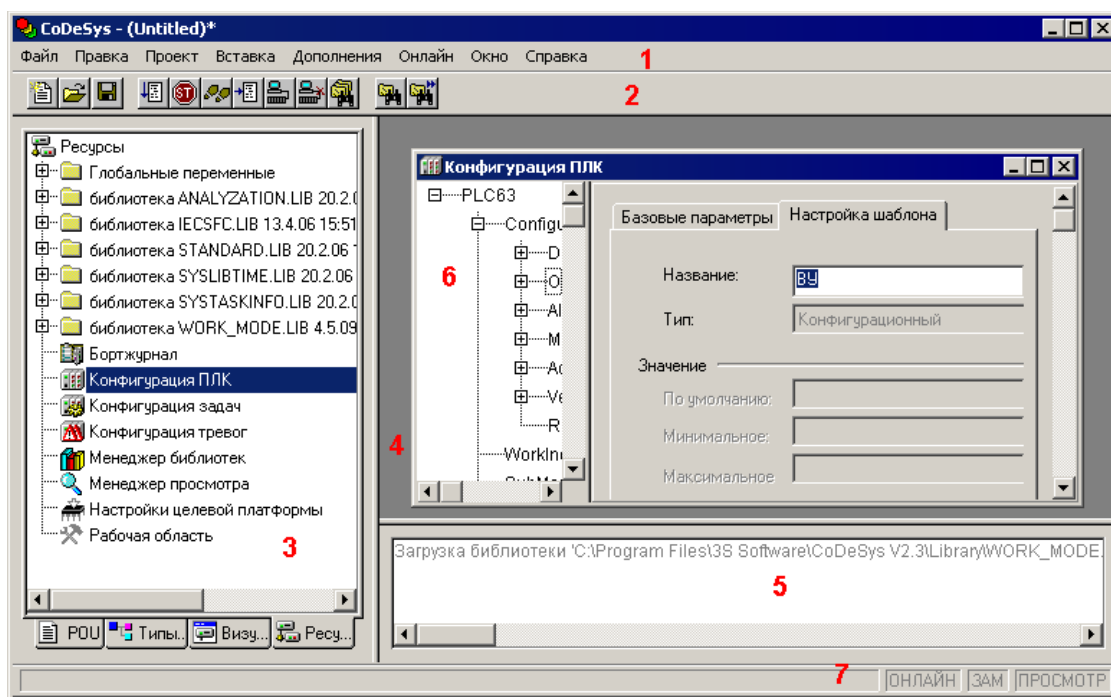 CoDeSys - (Untitled)*
Файл Правка Проект Вставка Дополнения Онлайн Окно Справка
1
2
Ресурсы
Глобальные переменные
библиотека ANALYZATION.LIB 20.2.0
библиотека IECSFC.LIB 13.4.06 15:51
библиотека STANDARD.LIB 20.2.06
библиотека SYSLIBTIME.LIB 20.2.06
библиотека SYSTASKINFO.LIB 20.2.0
библиотека WORK_MODE.LIB 4.5.09
Бортжурнал
Конфигурация ПЛК
Конфигурация задач
Конфигурация тревог
Менеджер библиотек
Менеджер просмотра
Настройки целевой платформы
Рабочая область
3
POU Типы.. Визу... Ресу...
4
Конфигурация ПЛК
PLC63
Configu
D
O
AI
M
Ac
Ve
R
WorkIn
6
Базовые параметры Настройка шаблона
Название: ВУ
Тип: Конфигурационный
Значение
По умолчанию:
Минимальное:
Максимальное
Загрузка библиотеки 'C:\Program Files\3S Software\CoDeSys V2.3\Library\WORK_MODE.
5
7
ОНЛАЙН ЗАМ ПРОСМОТР